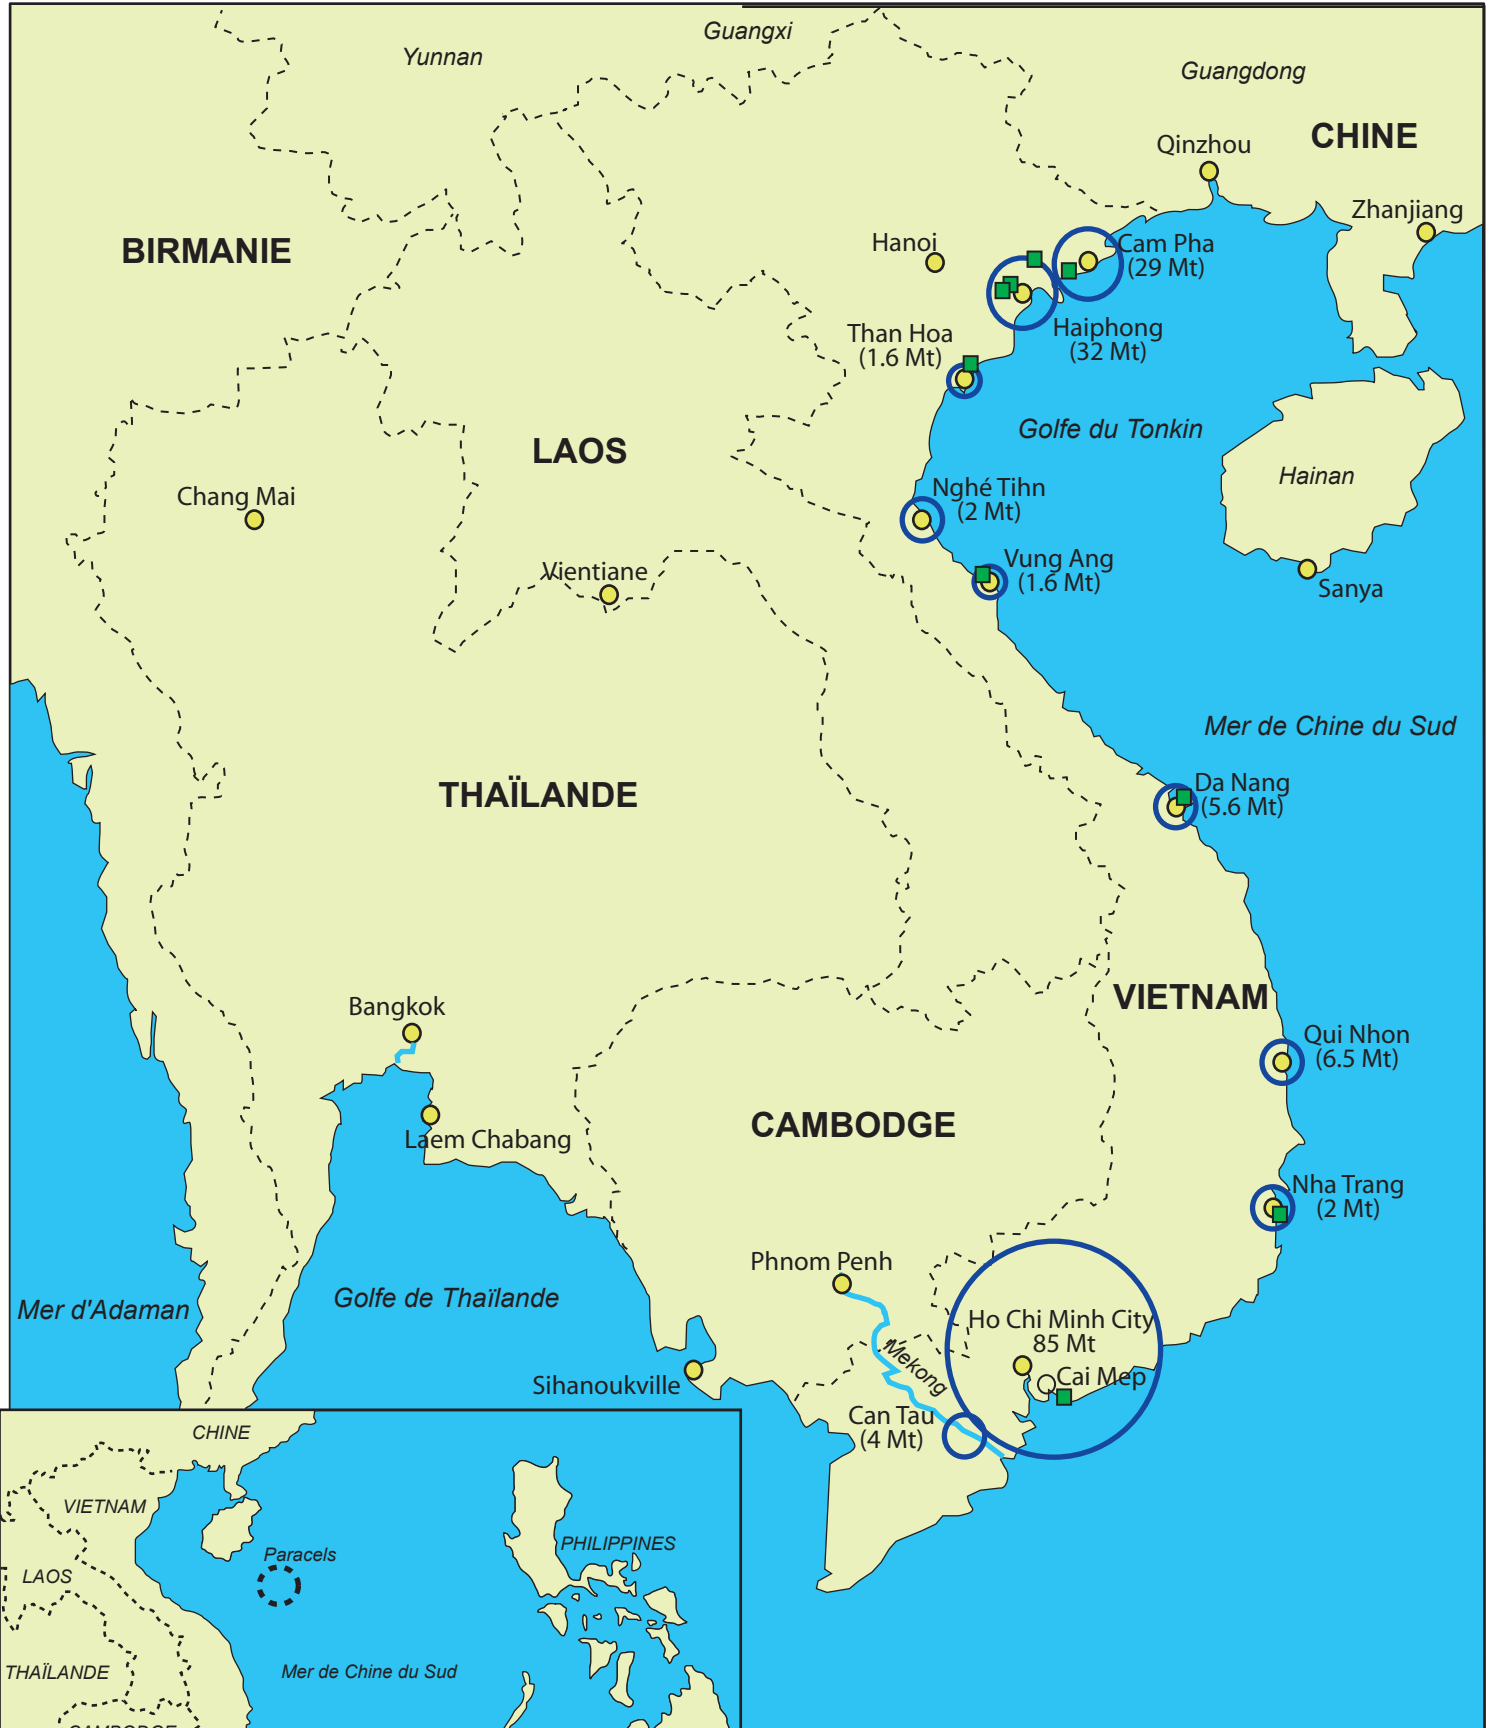 Guangxi
Yunnan
Guangdong
CHINE
Qinzhou
Zhanjiang
BIRMANIE
Hanoi
Cam Pha
(29 Mt)
Than Hoa
(1.6 Mt)
Haiphong
(32 Mt)
Golfe du Tonkin
LAOS
Hainan
Chang Mai
Nghé Tihn
(2 Mt)
Vientiane
Vung Ang
(1.6 Mt)
Sanya
Mer de Chine du Sud
THAÏLANDE
Da Nang
(5.6 Mt)
VIETNAM
Bangkok
Qui Nhon
(6.5 Mt)
Laem Chabang
CAMBODGE
Nha Trang
(2 Mt)
Phnom Penh
Mer d'Adaman
Golfe de Thaïlande
Ho Chi Minh City
85 Mt
Mekong
Cai Mep
Sihanoukville
Can Tau
(4 Mt)
CHINE
VIETNAM
PHILIPPINES
Paracels
LAOS
THAÏLANDE
Mer de Chine du Sud
CAMBODGE